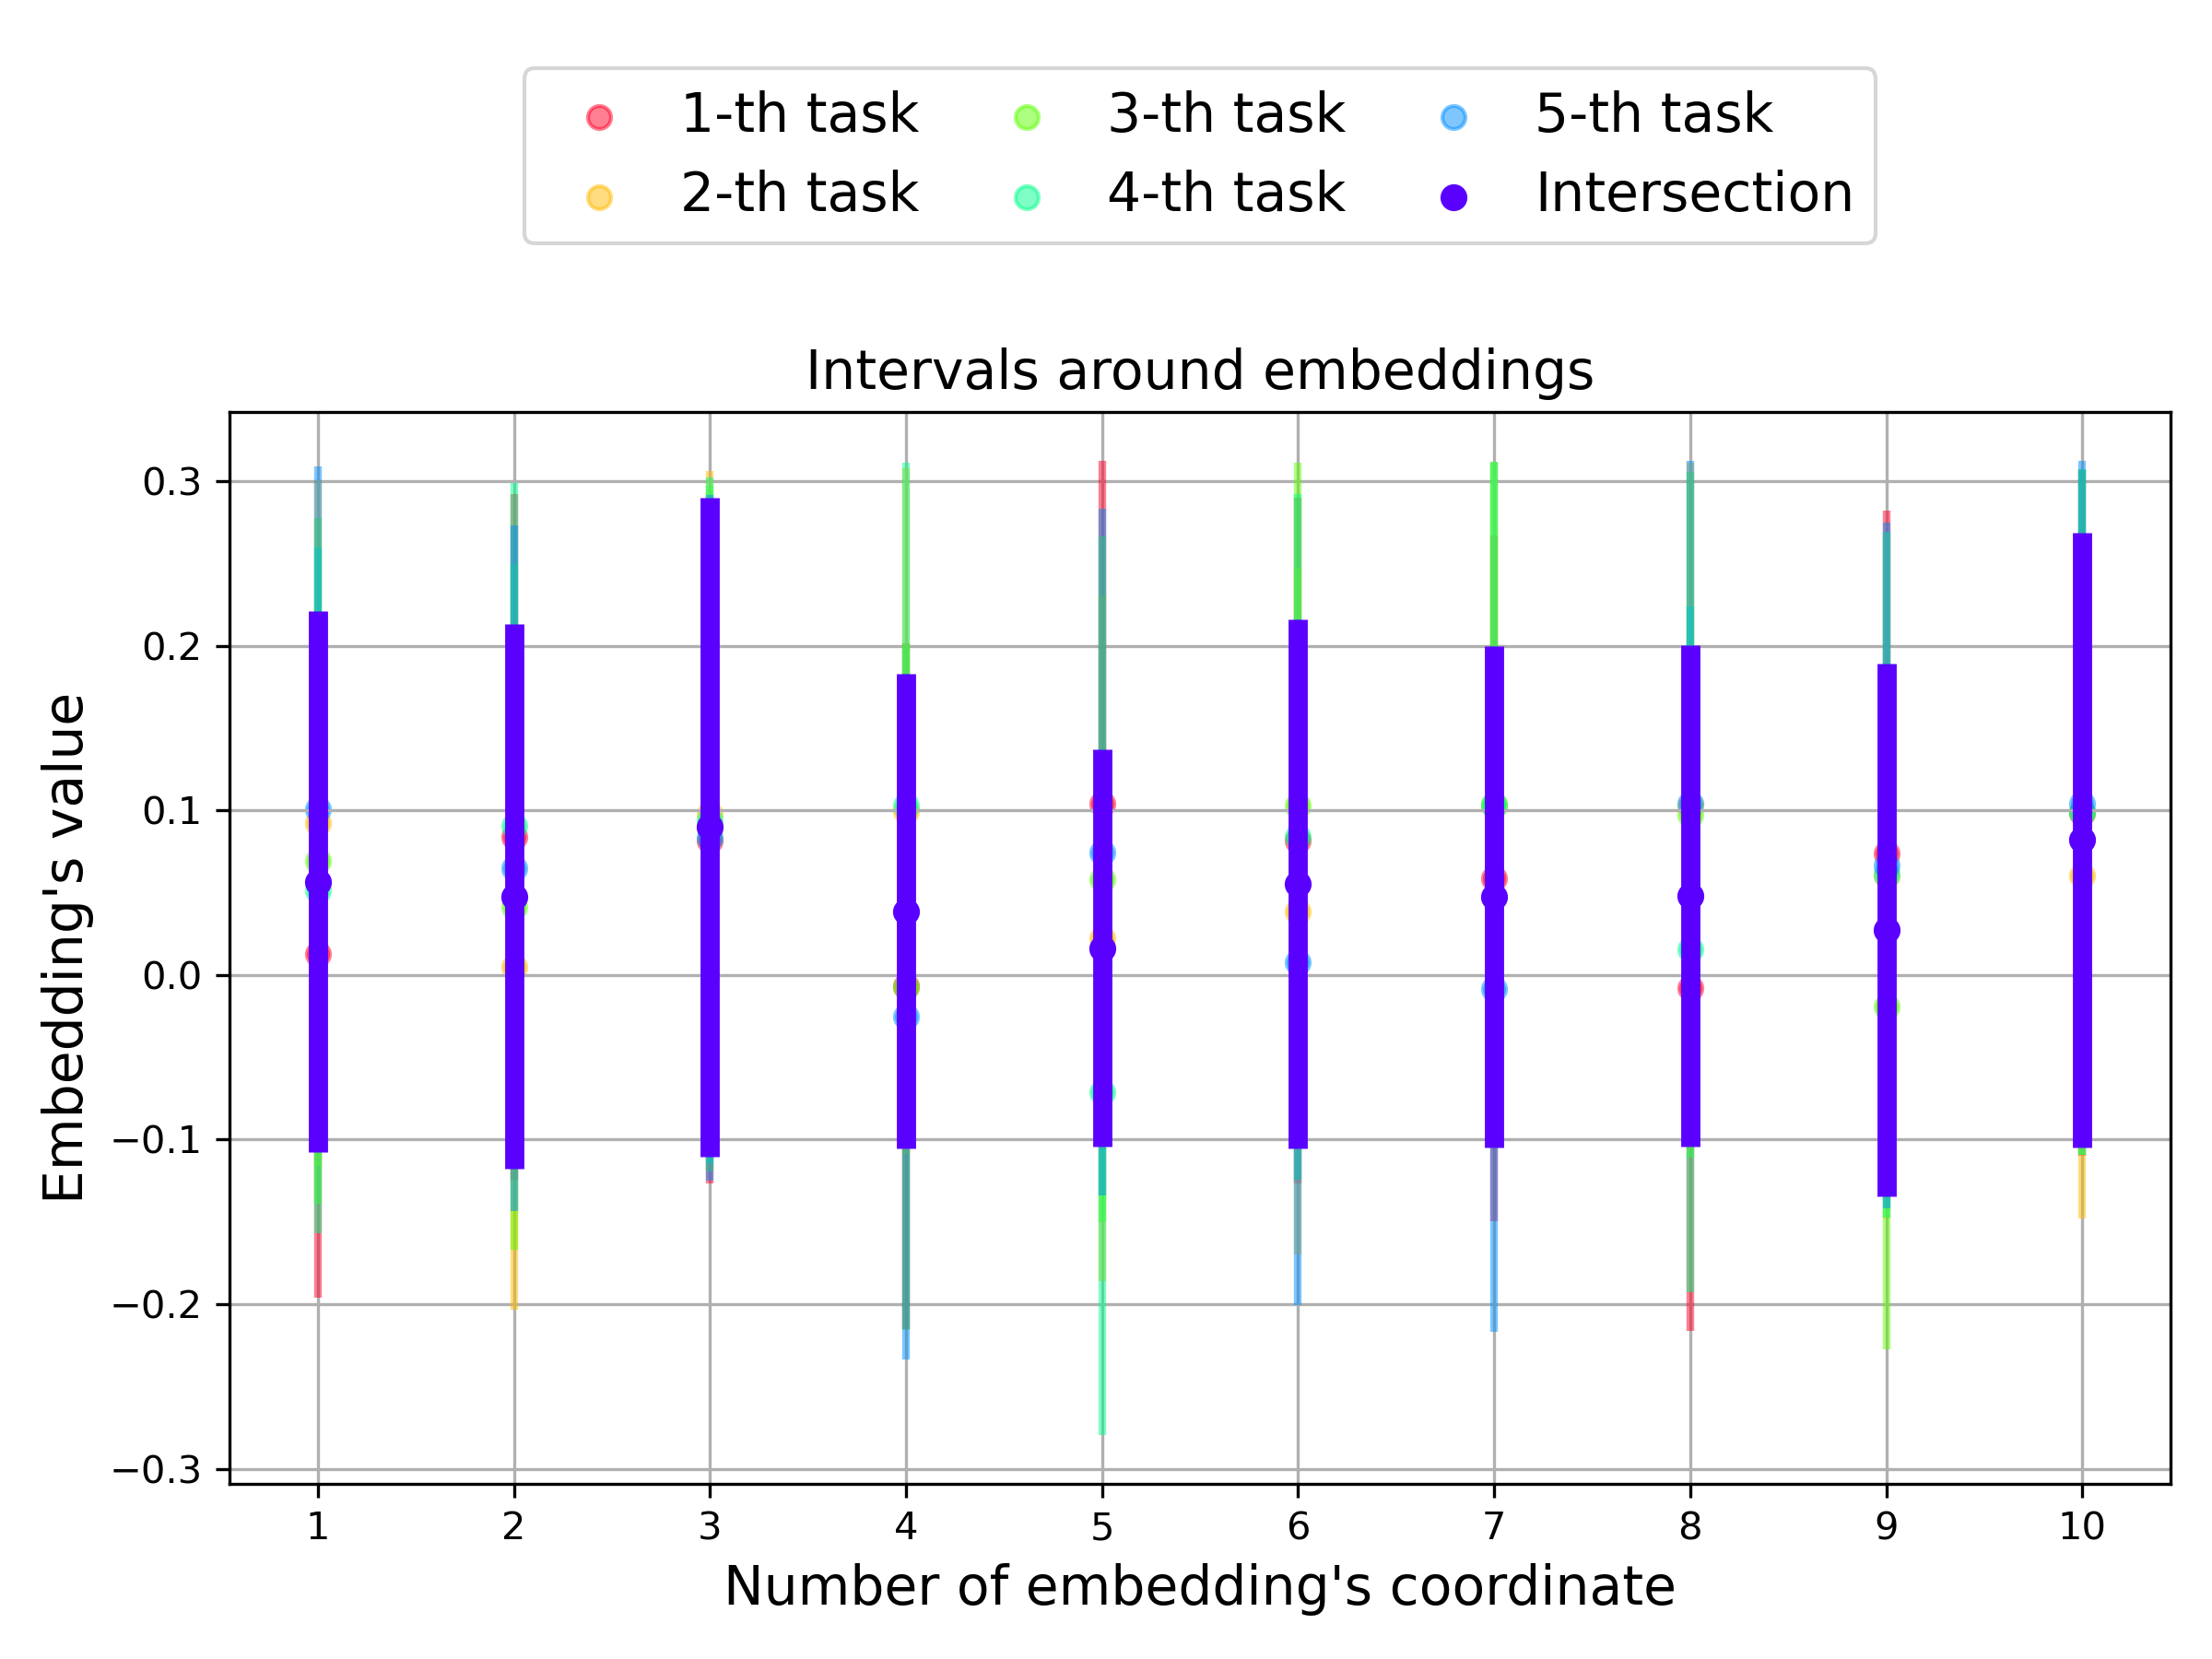 1-th task 3-th task 5-th task
2-th task 4-th task Intersection
Intervals around embeddings
Embedding's value
0.3
0.2
0.1
0.0
−0.1
−0.2
−0.3
1 2 3 4 5 6 7 8 9 10
Number of embedding's coordinate